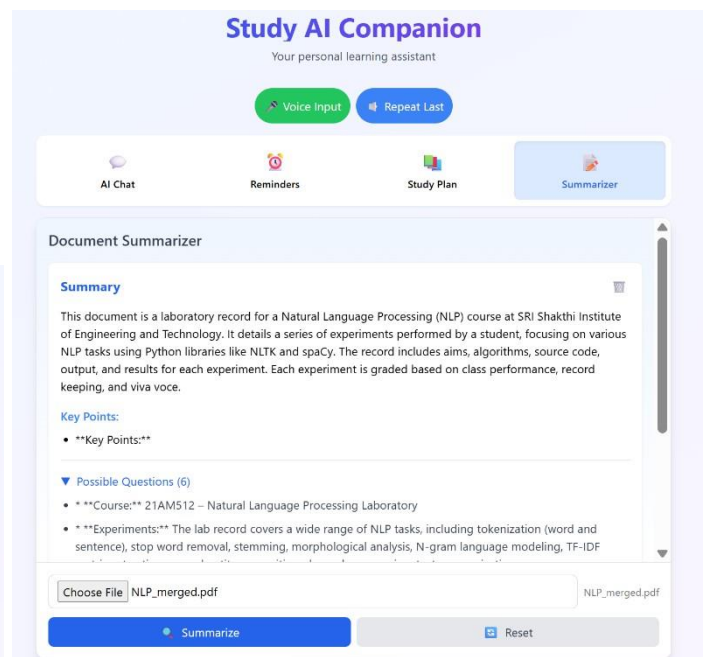 Study AI Companion
Your personal learning assistant
Voice Input
Repeat Last
AI Chat
Reminders
Study Plan
Summarizer
Document Summarizer
Summary
This document is a laboratory record for a Natural Language Processing (NLP) course at SRI Shakthi Institute
of Engineering and Technology. It details a series of experiments performed by a student, focusing on various
NLP tasks using Python libraries like NLTK and spaCy. The record includes aims, algorithms, source code,
output, and results for each experiment. Each experiment is graded based on class performance, record
keeping, and viva voce.
Key Points:
• **Key Points:**
▼ Possible Questions (6)
• * **Course:** 21AM512 – Natural Language Processing Laboratory
• * **Experiments:** The lab record covers a wide range of NLP tasks, including tokenization (word and
sentence), stop word removal, stemming, morphological analysis, N-gram language modeling, TF-IDF
Choose File NLP_merged.pdf
NLP_merged.pdf
Summarize
Reset